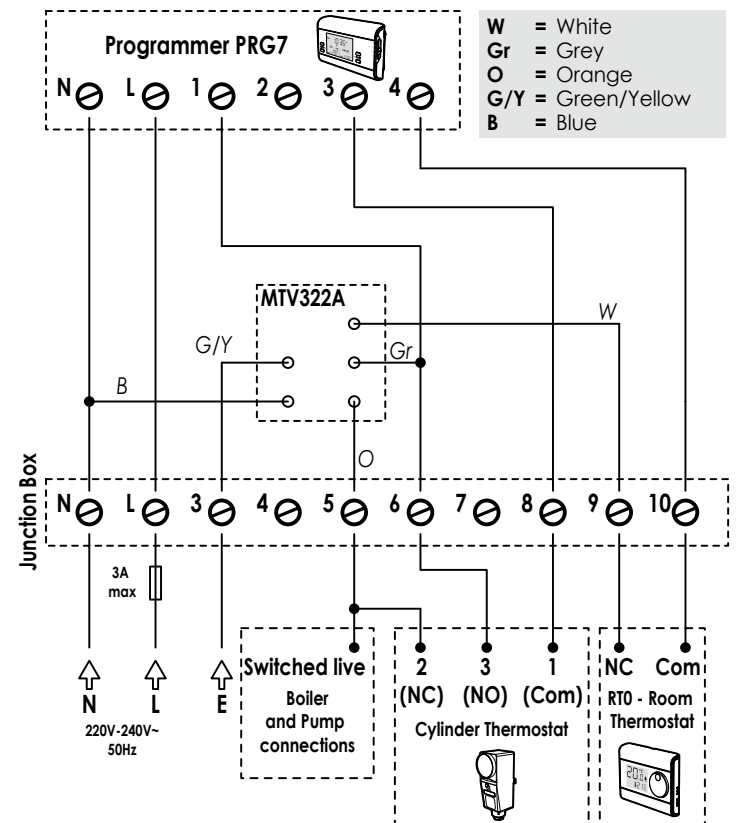 Programmer PRG7
N L 1 2 3 4
W = White
Gr = Grey
O = Orange
G/Y = Green/Yellow
B = Blue
MTV322A
W
G/Y
Gr
B
O
Junction Box
N L 3 4 5 6 7 8 9 10
3A
max
N L E
220V-240V~
50Hz
Switched live
Boiler
and Pump
connections
2 3 1
(NC) (NO) (Com)
Cylinder Thermostat
NC Com
RT0 - Room
Thermostat